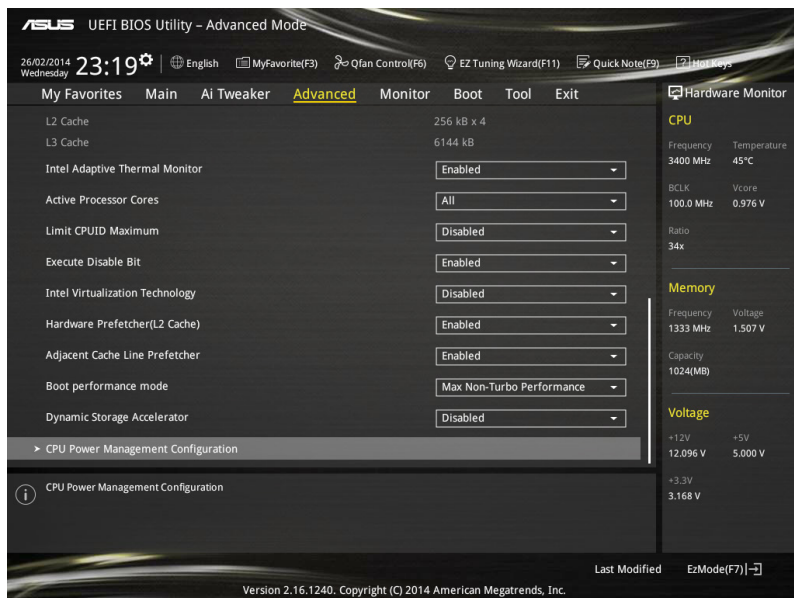 ASUS UEFI BIOS Utility – Advanced Mode
26/02/2014
Wednesday 23:19 English MyFavorite(F3) Qfan Control(F6) EZ Tuning Wizard(F11) Quick Note(F9) ? Hot Keys
My Favorites Main Ai Tweaker Advanced Monitor Boot Tool Exit
L2 Cache 256 kB x 4
L3 Cache 6144 kB
Intel Adaptive Thermal Monitor Enabled
Active Processor Cores All
Limit CPUID Maximum Disabled
Execute Disable Bit Enabled
Intel Virtualization Technology Disabled
Hardware Prefetcher(L2 Cache) Enabled
Adjacent Cache Line Prefetcher Enabled
Boot performance mode Max Non-Turbo Performance
Dynamic Storage Accelerator Disabled
> CPU Power Management Configuration
i CPU Power Management Configuration
Hardware Monitor
CPU
Frequency Temperature
3400 MHz 45°C
BCLK Vcore
100.0 MHz 0.976 V
Ratio
34x
Memory
Frequency Voltage
1333 MHz 1.507 V
Capacity
1024(MB)
Voltage
+12V +5V
12.096 V 5.000 V
+3.3V
3.168 V
Last Modified EzMode(F7)
Version 2.16.1240. Copyright (C) 2014 American Megatrends, Inc.